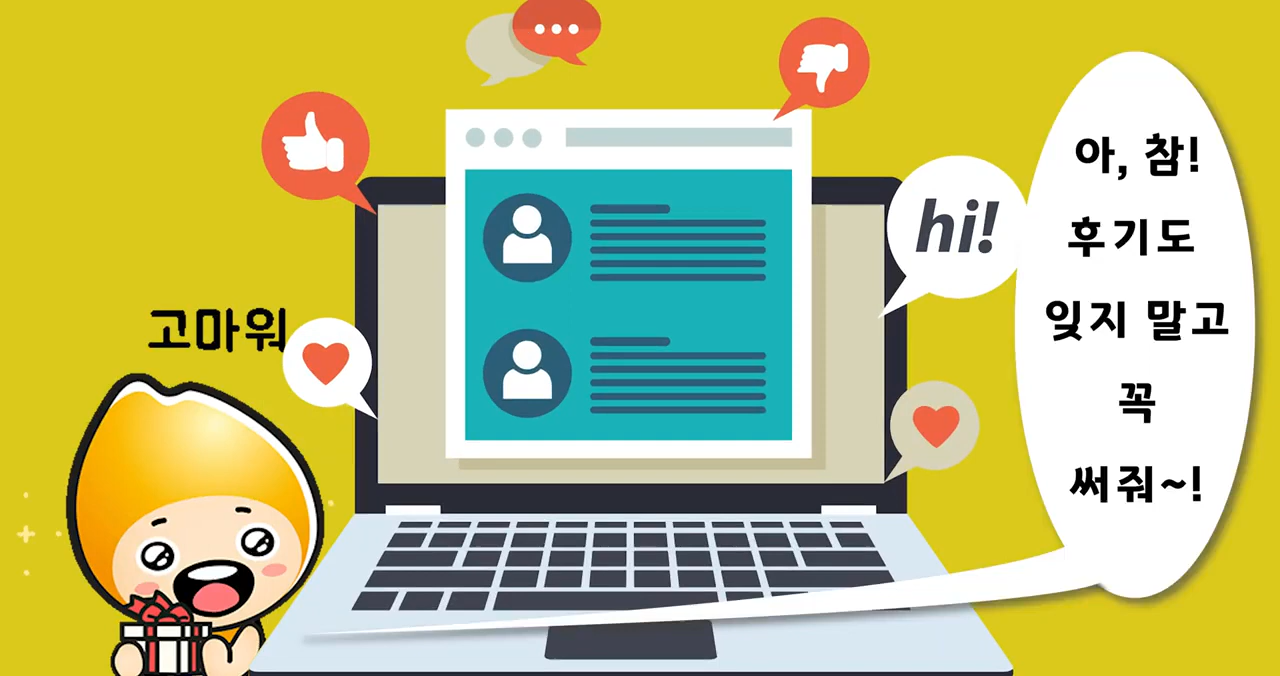 아, 참!
후기도
잊지 말고
꼭
써줘~!
hi!
고마워